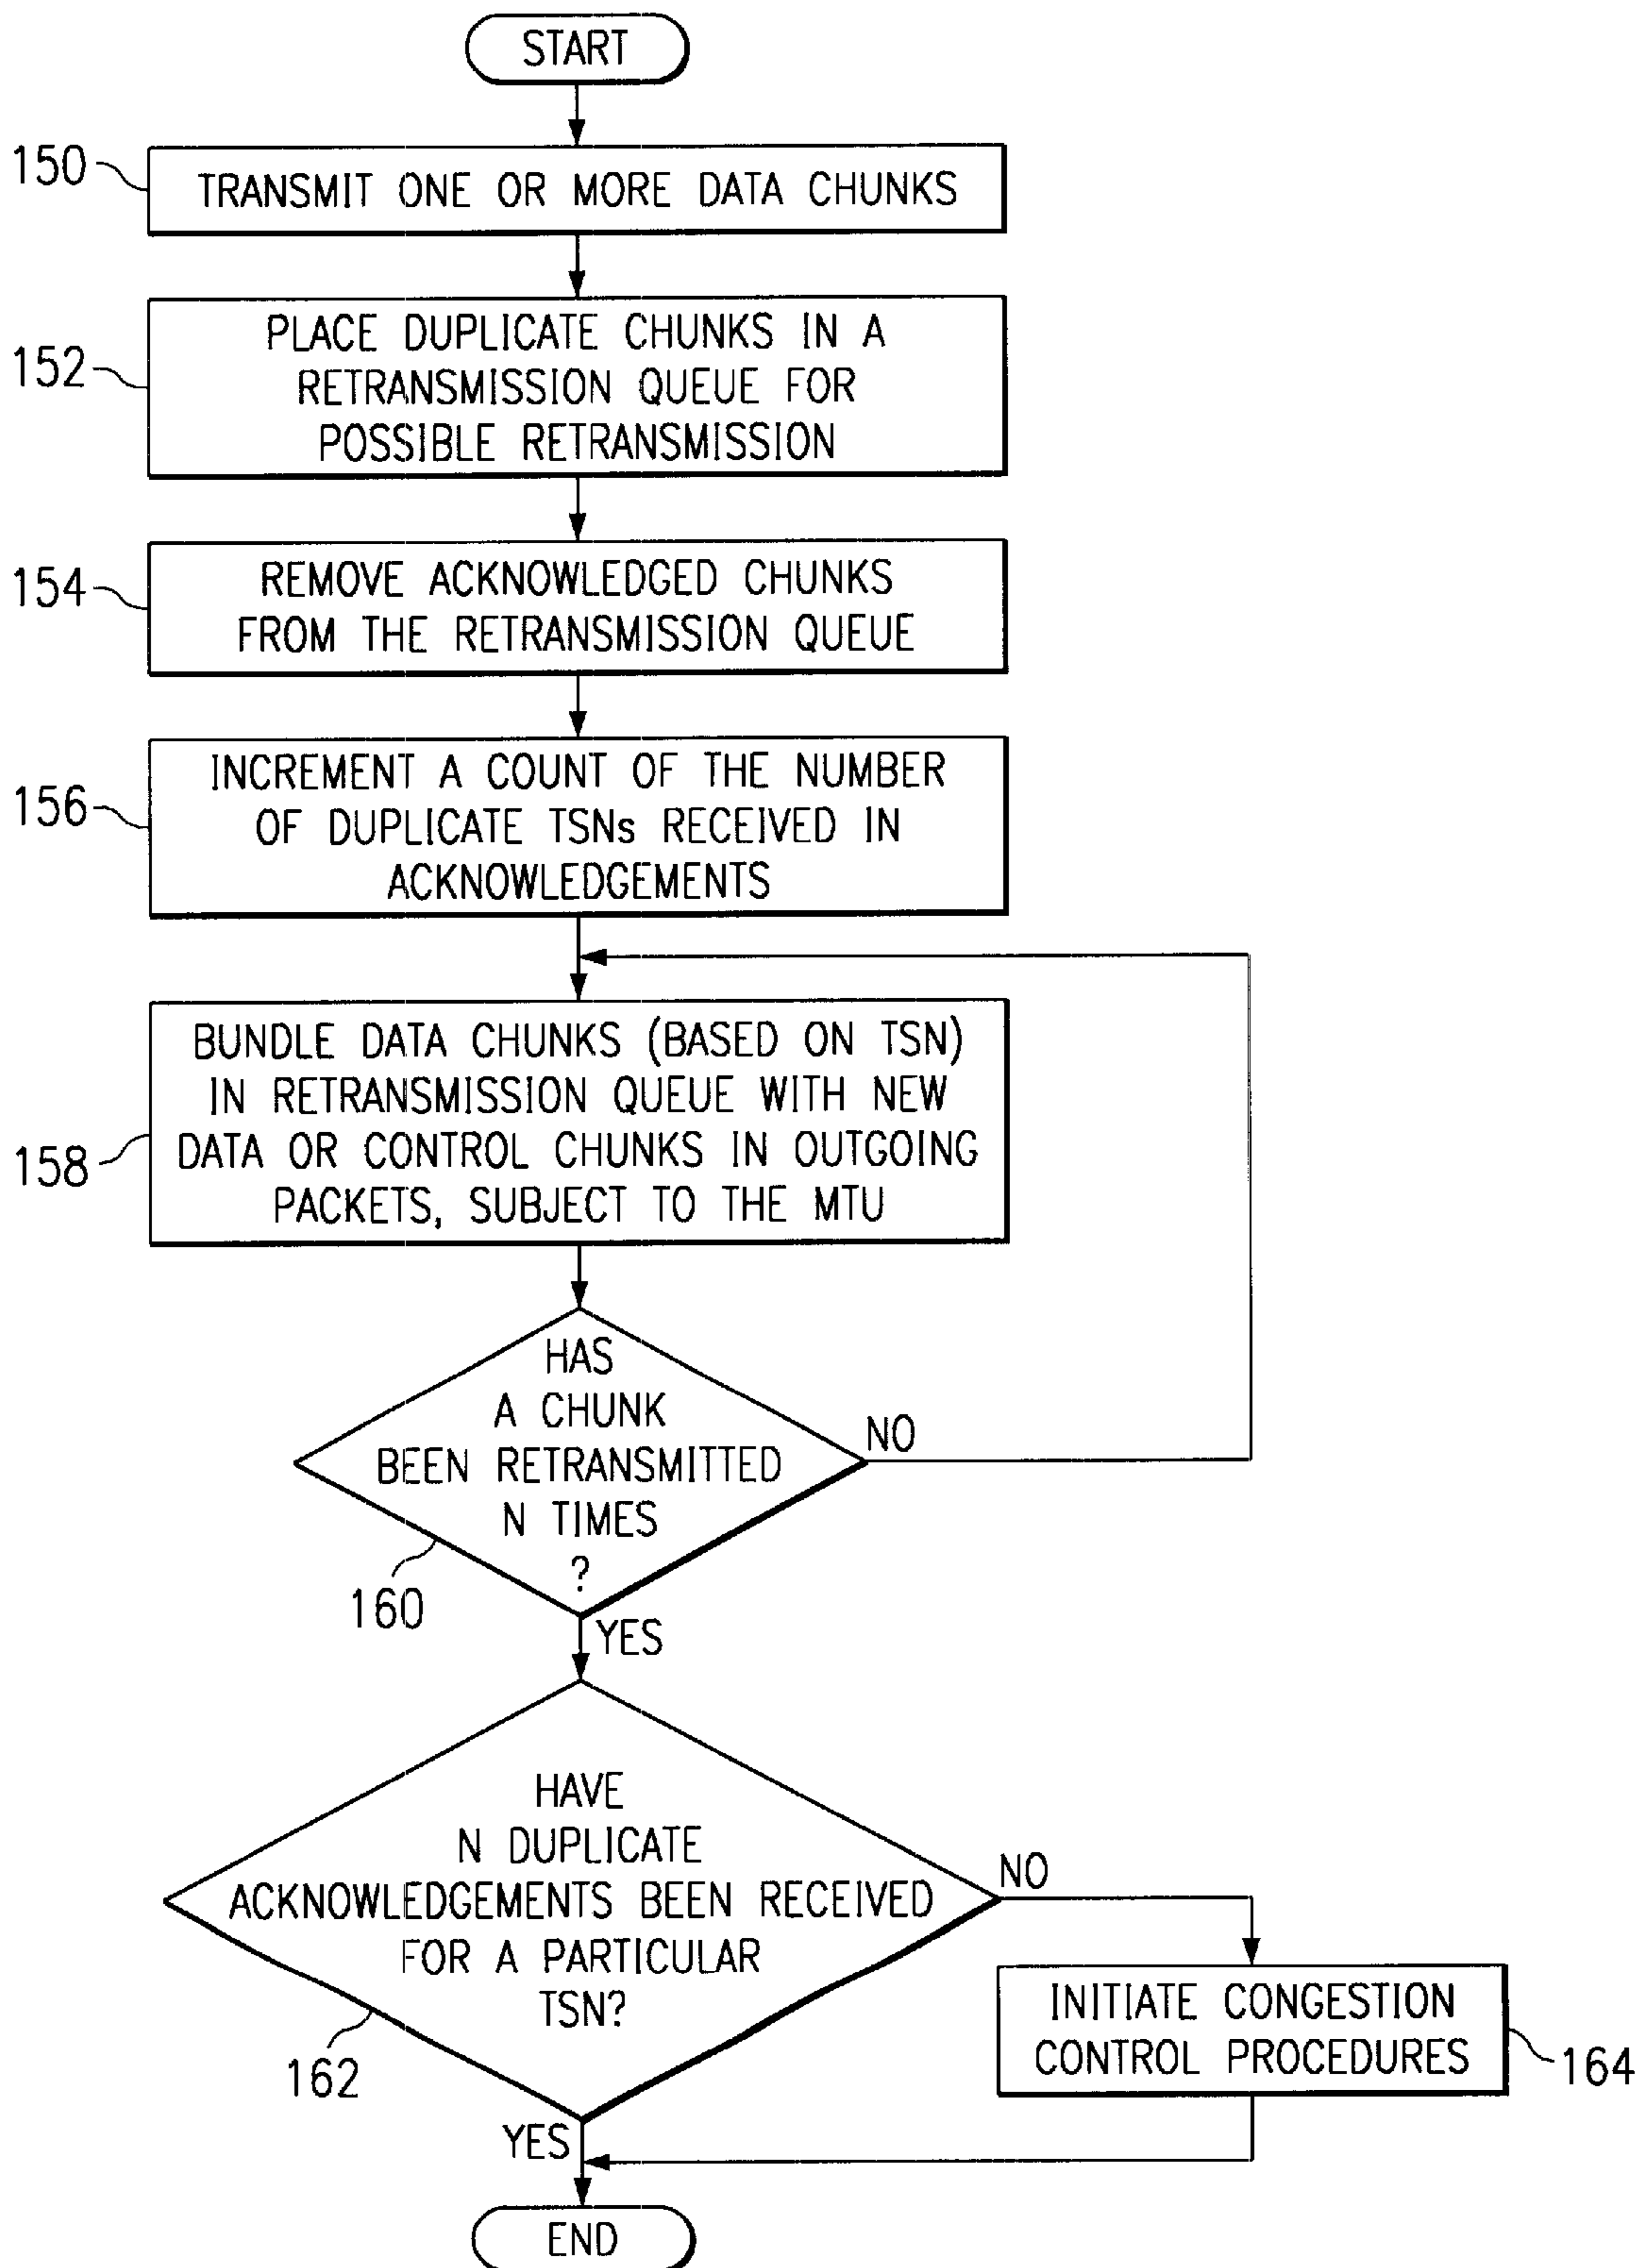 START
150
TRANSMIT ONE OR MORE DATA CHUNKS
152
PLACE DUPLICATE CHUNKS IN A
RETRANSMISSION QUEUE FOR
POSSIBLE RETRANSMISSION
154
REMOVE ACKNOWLEDGED CHUNKS
FROM THE RETRANSMISSION QUEUE
156
INCREMENT A COUNT OF THE NUMBER
OF DUPLICATE TSNs RECEIVED IN
ACKNOWLEDGEMENTS
158
BUNDLE DATA CHUNKS (BASED ON TSN)
IN RETRANSMISSION QUEUE WITH NEW
DATA OR CONTROL CHUNKS IN OUTGOING
PACKETS, SUBJECT TO THE MTU
HAS
A CHUNK
BEEN RETRANSMITTED
N TIMES
?
NO
160
YES
HAVE
N DUPLICATE
ACKNOWLEDGEMENTS BEEN RECEIVED
FOR A PARTICULAR
TSN?
NO
162
INITIATE CONGESTION
CONTROL PROCEDURES
164
YES
END